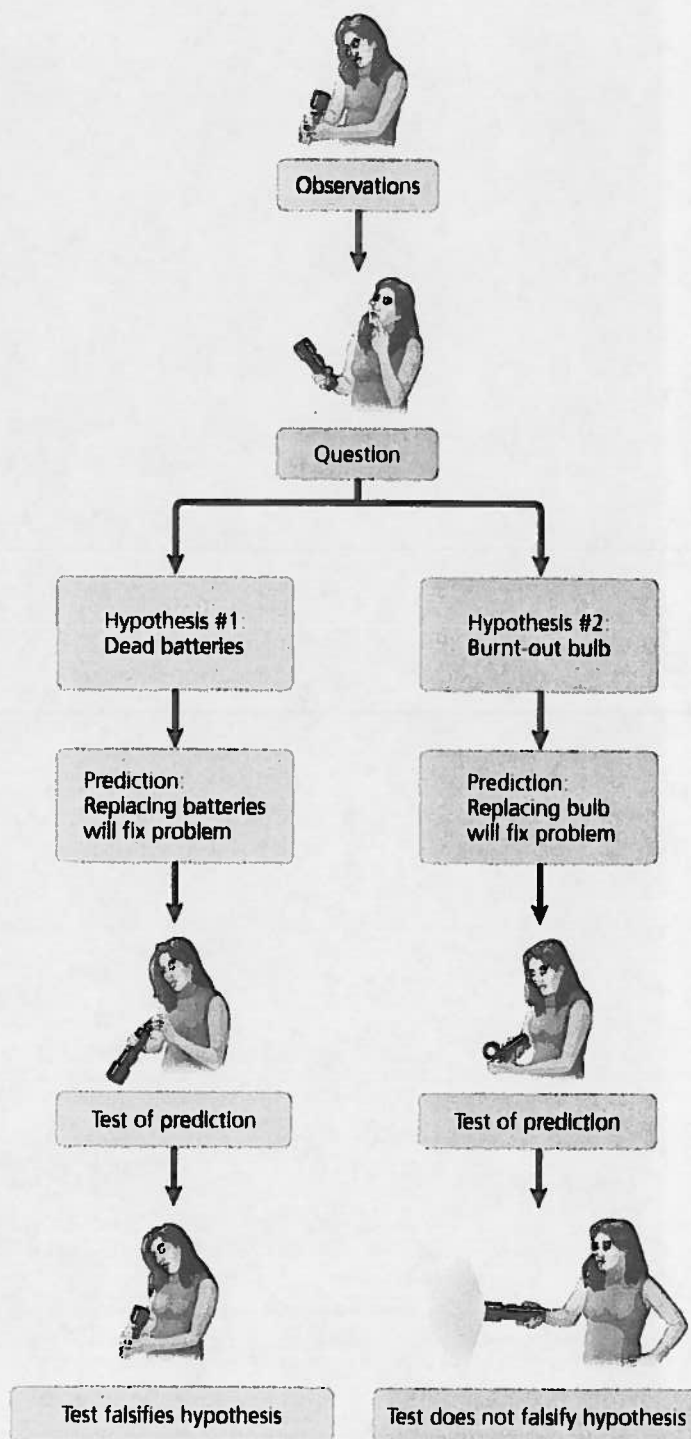 Observations
Question
Hypothesis #1:
Dead batteries
Hypothesis #2:
Burnt-out bulb
Prediction:
Replacing batteries
will fix problem
Prediction:
Replacing bulb
will fix problem
Test of prediction
Test of prediction
Test falsifies hypothesis
Test does not falsify hypothesis